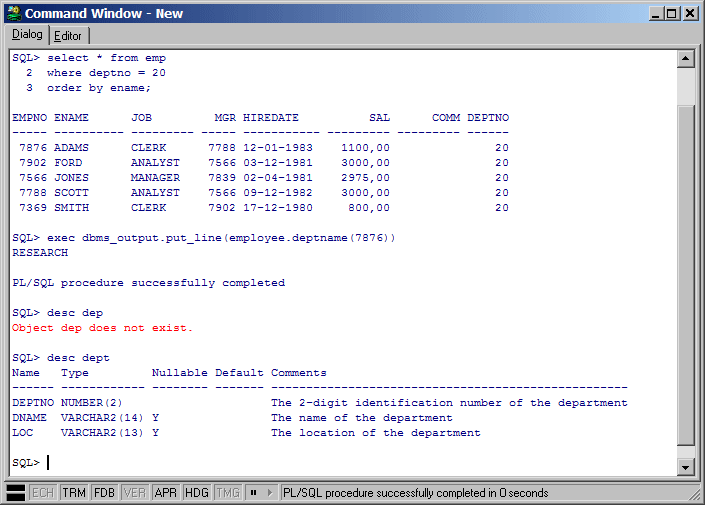 Command Window - New
Dialog Editor
SQL> select * from emp
  2  where deptno = 20
  3  order by ename;
EMPNO ENAME      JOB         MGR HIREDATE          SAL      COMM DEPTNO
----- ---------- --------- ----- ----------- --------- --------- ------
 7876 ADAMS      CLERK      7788 12-01-1983    1100,00               20
 7902 FORD       ANALYST    7566 03-12-1981    3000,00               20
 7566 JONES      MANAGER    7839 02-04-1981    2975,00               20
 7788 SCOTT      ANALYST    7566 09-12-1982    3000,00               20
 7369 SMITH      CLERK      7902 17-12-1980     800,00               20
SQL> exec dbms_output.put_line(employee.deptname(7876))
RESEARCH
PL/SQL procedure successfully completed
SQL> desc dep
Object dep does not exist.
SQL> desc dept
Name   Type         Nullable Default Comments
------ ------------ -------- ------- ---------------------------------------------------
DEPTNO NUMBER(2)                     The 2-digit identification number of the department
DNAME  VARCHAR2(14) Y                The name of the department
LOC    VARCHAR2(13) Y                The location of the department
SQL>
ECH TRM FDB VER APR HDG TMG PL/SQL procedure successfully completed in 0 seconds